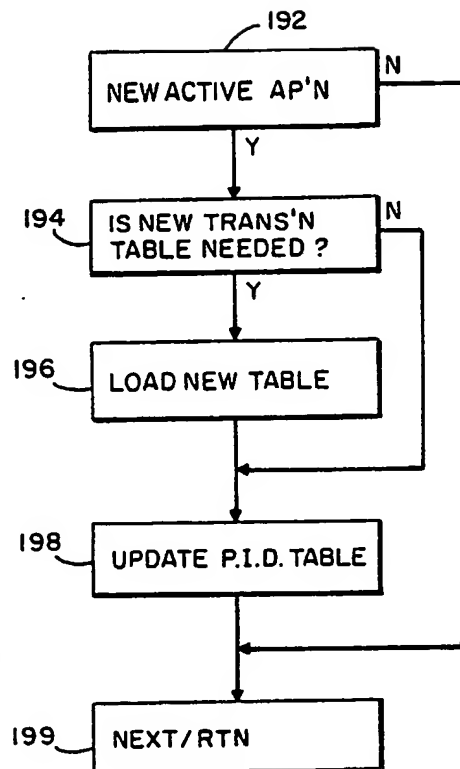 192
NEW ACTIVE AP'N
N
Y
194
IS NEW TRANS'N
TABLE NEEDED ?
N
Y
196
LOAD NEW TABLE
198
UPDATE P.I.D. TABLE
199
NEXT/RTN